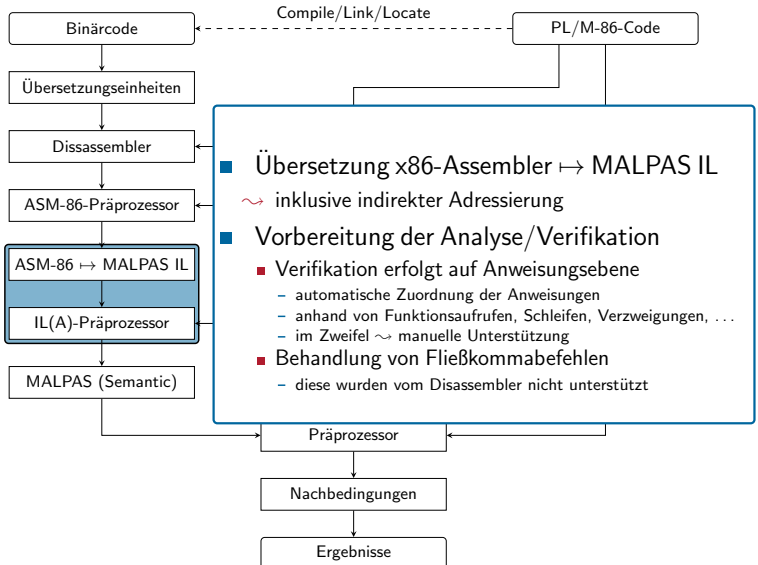 Compile/Link/Locate
Binärcode
PL/M-86-Code
Übersetzungseinheiten
Dissassembler
ASM-86-Präprozessor
ASM-86 ↦ MALPAS IL
IL(A)-Präprozessor
MALPAS (Semantic)
Übersetzung x86-Assembler ↦ MALPAS IL
⤳ inklusive indirekter Adressierung
Vorbereitung der Analyse/Verifikation
Verifikation erfolgt auf Anweisungsebene
– automatische Zuordnung der Anweisungen
– anhand von Funktionsaufrufen, Schleifen, Verzweigungen, …
– im Zweifel ⤳ manuelle Unterstützung
Behandlung von Fließkommabefehlen
– diese wurden vom Disassembler nicht unterstützt
Präprozessor
Nachbedingungen
Ergebnisse